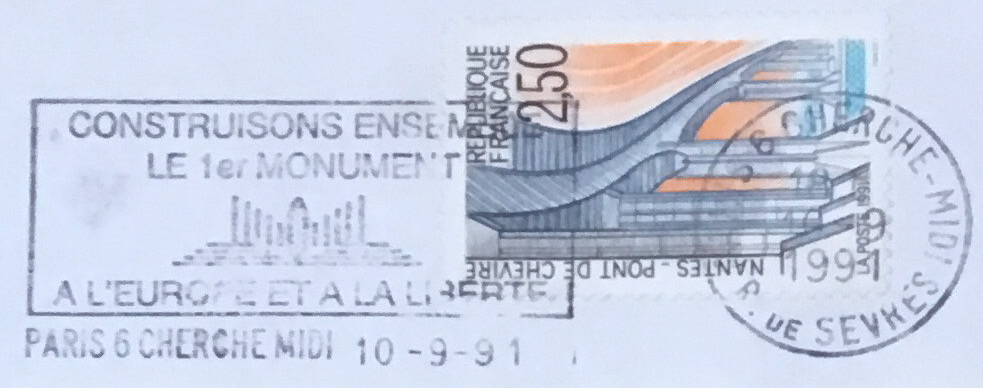 CONSTRUISONS ENSEMBLE
LE 1er MONUMENT
A L'EUROPE ET A LA LIBERTE
PARIS 6 CHERCHE MIDI 10-9-91
REPUBLIQUE
FRANÇAISE
2,50
NANTES - PONT DE CHEVIRE
LA POSTE 1991
CHERCHE-MIDI
1991
DE SEVRES